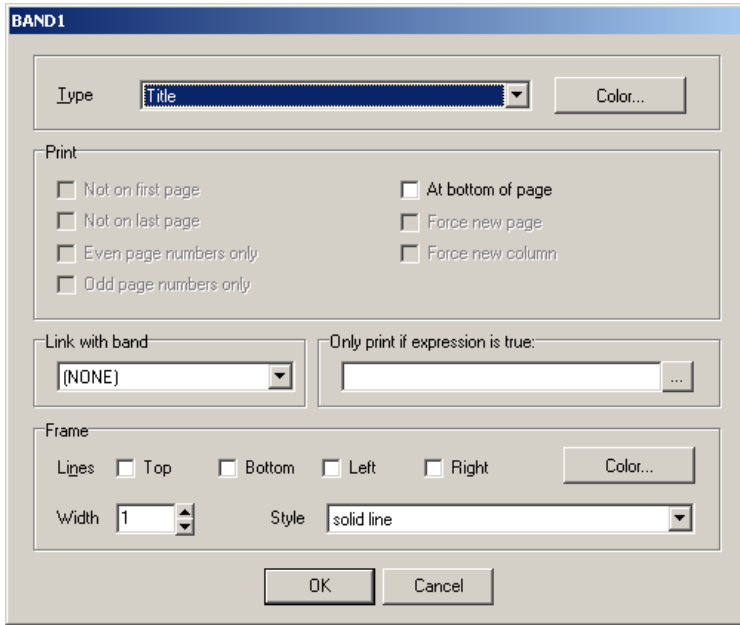 BAND1
Type Title Color...
Print
Not on first page At bottom of page
Not on last page Force new page
Even page numbers only Force new column
Odd page numbers only
Link with band Only print if expression is true:
(NONE) ...
Frame
Lines Top Bottom Left Right Color...
Width 1 Style solid line
OK Cancel